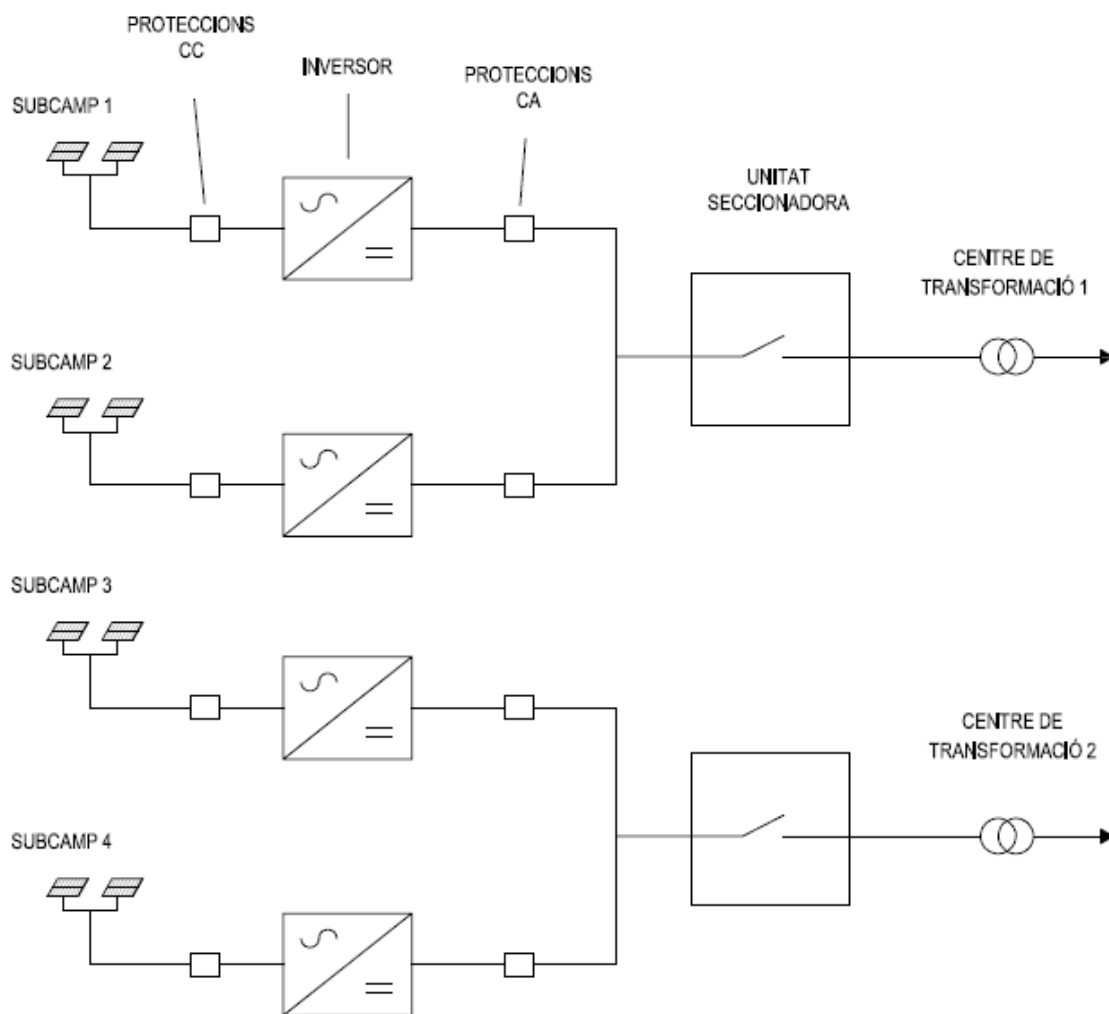 PROTECCIONS
CC
INVERSOR
PROTECCIONS
CA
SUBCAMP 1
UNITAT
SECCIONADORA
CENTRE DE
TRANSFORMACIÓ 1
SUBCAMP 2
SUBCAMP 3
CENTRE DE
TRANSFORMACIÓ 2
SUBCAMP 4